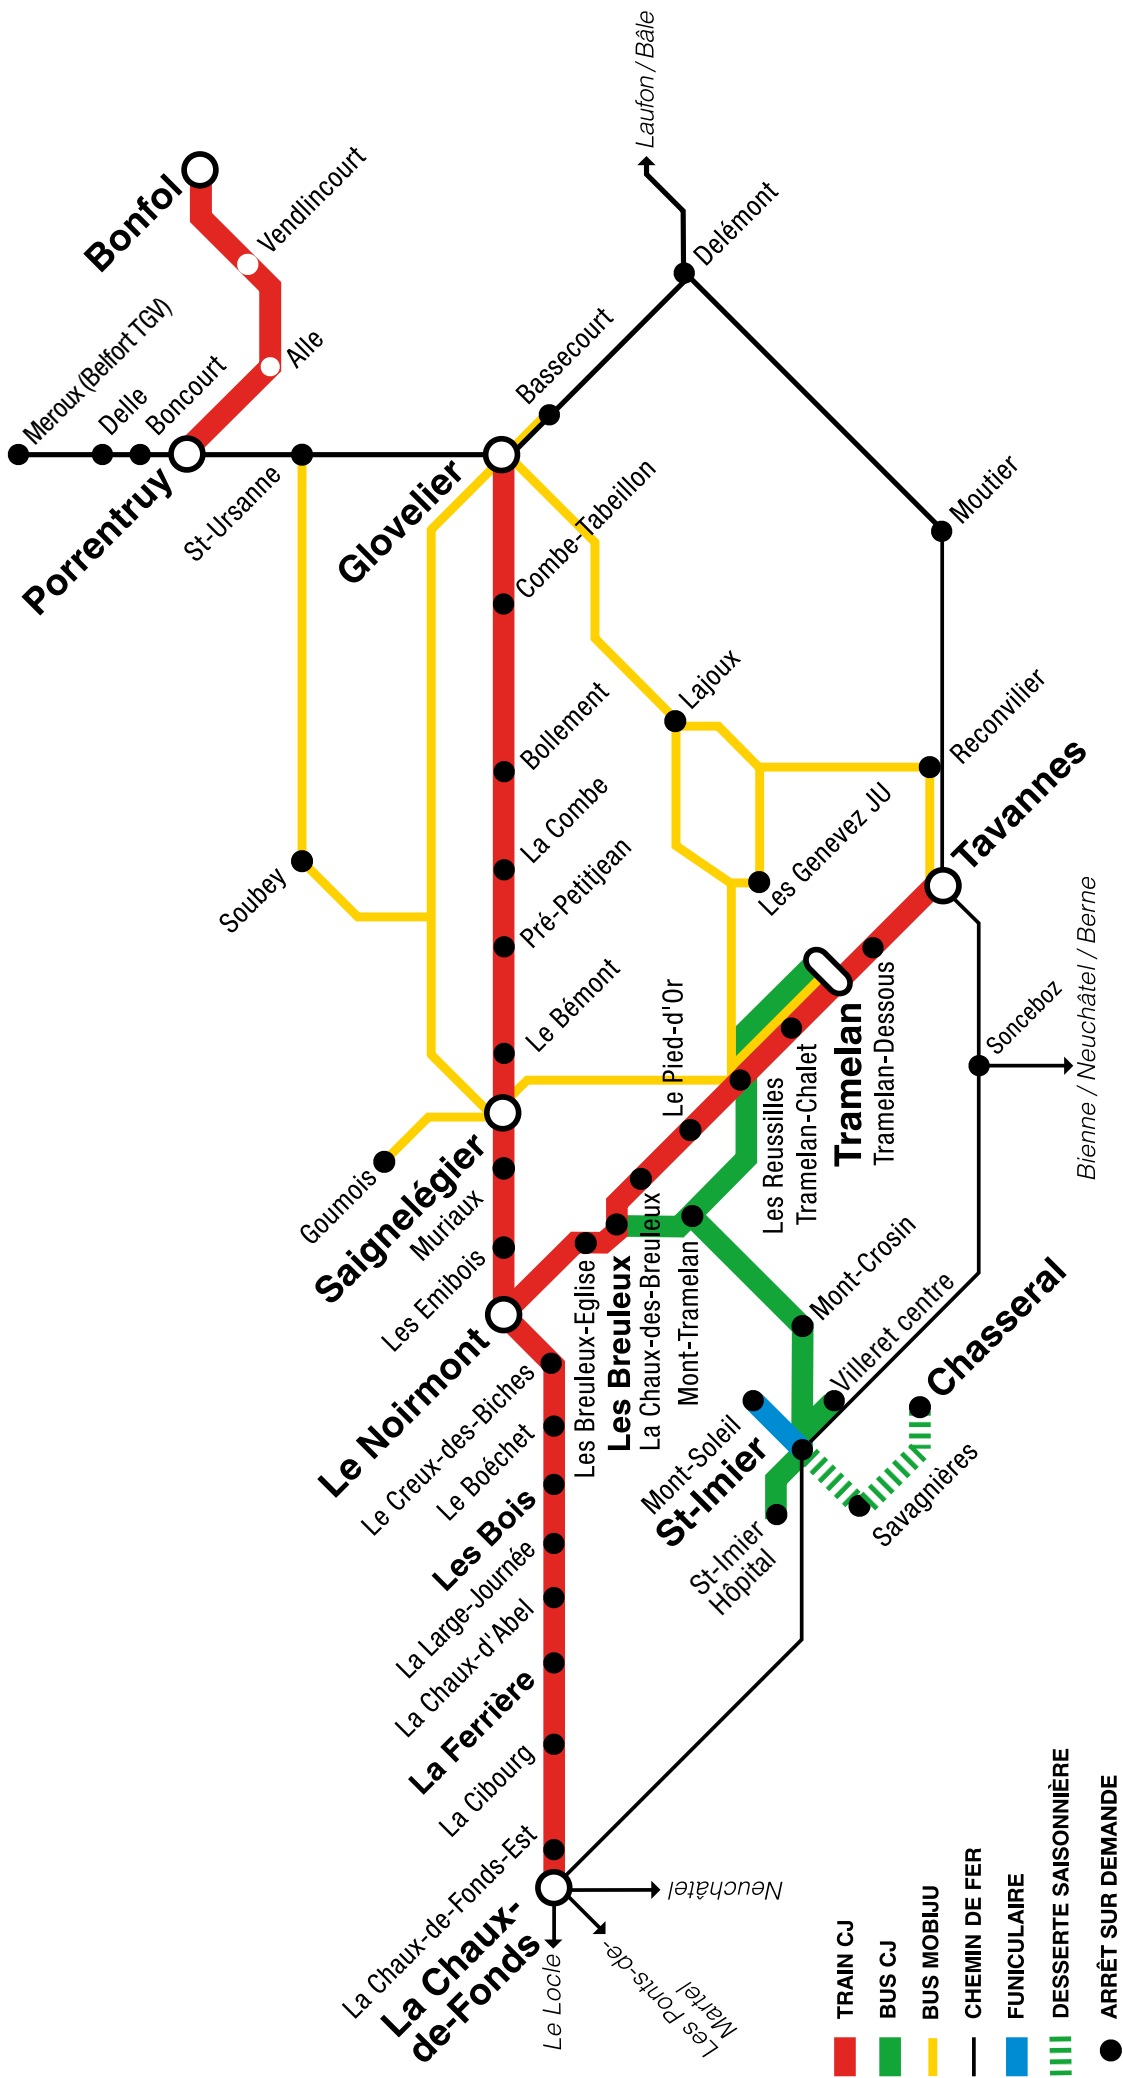 Laufon / Bâle
Bonfol
Vendlincourt
Meroux (Belfort TGV)
Delle
Boncourt
Alle
Porrentruy
St-Ursanne
Delémont
Bassecourt
Glovelier
Combe-Tabeillon
Moutier
Lajoux
Bollement
Reconvilier
La Combe
Les Genevez JU
Tavannes
Soubey
Pré-Petitjean
Le Bémont
Le Pied-d'Or
Les Reussilles
Tramelan-Chalet
Tramelan
Tramelan-Dessous
Sonceboz
Bienne / Neuchâtel / Berne
Goumois
Saignelégier
Muriaux
Les Emibois
Le Noirmont
Les Breuleux-Eglise
Les Breuleux
La Chaux-des-Breuleux
Mont-Tramelan
Mont-Crosin
Villeret centre
Chasseral
Mont-Soleil
St-Imier
St-Imier
Hôpital
Savagnières
Le Creux-des-Biches
Le Boéchet
Les Bois
La Large-Journée
La Chaux-d'Abel
La Ferrière
La Cibourg
La Chaux-de-Fonds-Est
La Chaux-
de-Fonds
Le Locle
Les Ponts-de-
Martel
Neuchâtel
TRAIN CJ
BUS CJ
BUS MOBIJU
CHEMIN DE FER
FUNICULAIRE
DESSERTE SAISONNIÈRE
ARRÊT SUR DEMANDE